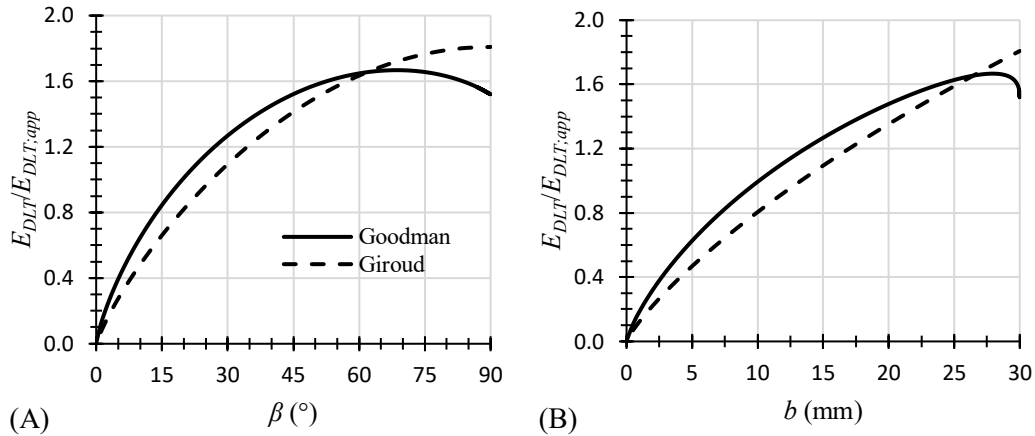 2.0
1.6
1.2
0.8
0.4
0.0
E_DLT/E_DLT;app
0 15 30 45 60 75 90
β (°)
Goodman
Giroud
(A)
2.0
1.6
1.2
0.8
0.4
0.0
E_DLT/E_DLT;app
0 5 10 15 20 25 30
b (mm)
(B)